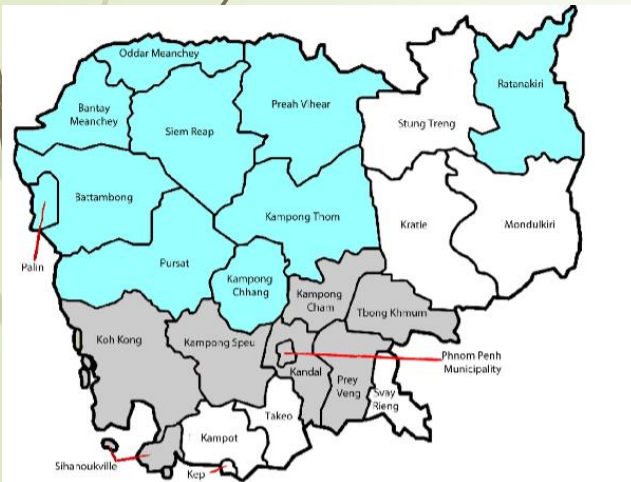 Oddar Meanchey
Ratanakiri
Bantay
Meanchey
Preah Vihear
Siem Reap
Stung Treng
Battambong
Kampong Thom
Kratie
Mondulkiri
Palin
Pursat
Kampong
Chhang
Kampong
Cham
Tbong Khmum
Koh Kong
Kampong Speu
Phnom Penh
Municipality
Kandal
Prey
Veng
Svay
Rieng
Takeo
Kampot
Sihanoukville
Kep